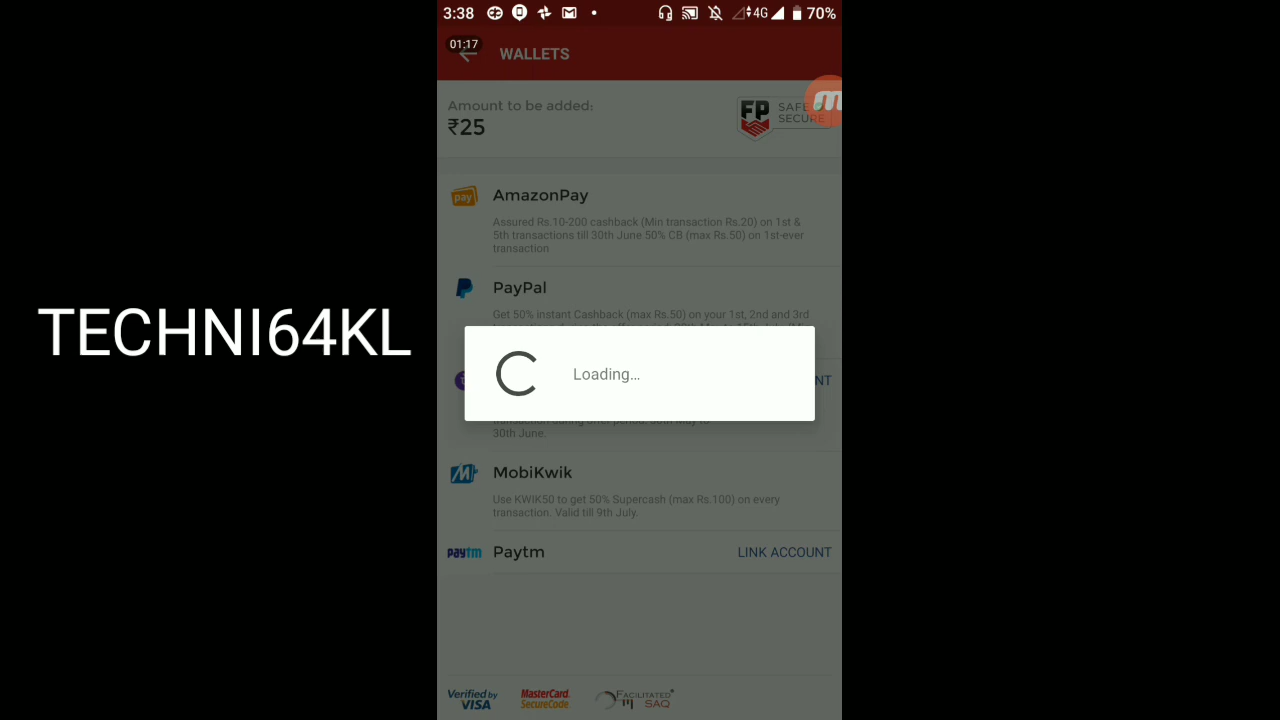 3:38
4G
70%
01:17
WALLETS
Amount to be added:
₹25
FP
SAFE &
SECURE
pay
AmazonPay
Assured Rs.10-200 cashback (Min transaction Rs.20) on 1st &
5th transactions till 30th June 50% CB (max Rs.50) on 1st-ever
transaction
PayPal
Get 50% instant Cashback (max Rs.50) on your 1st, 2nd and 3rd
Loading...
TECHNI64KL
NT
30th June.
MobiKwik
Use KWIK50 to get 50% Supercash (max Rs.100) on every
transaction. Valid till 9th July.
paytm
Paytm
LINK ACCOUNT
Verified by
VISA
MasterCard.
SecureCode
FACILITATED
SAQ